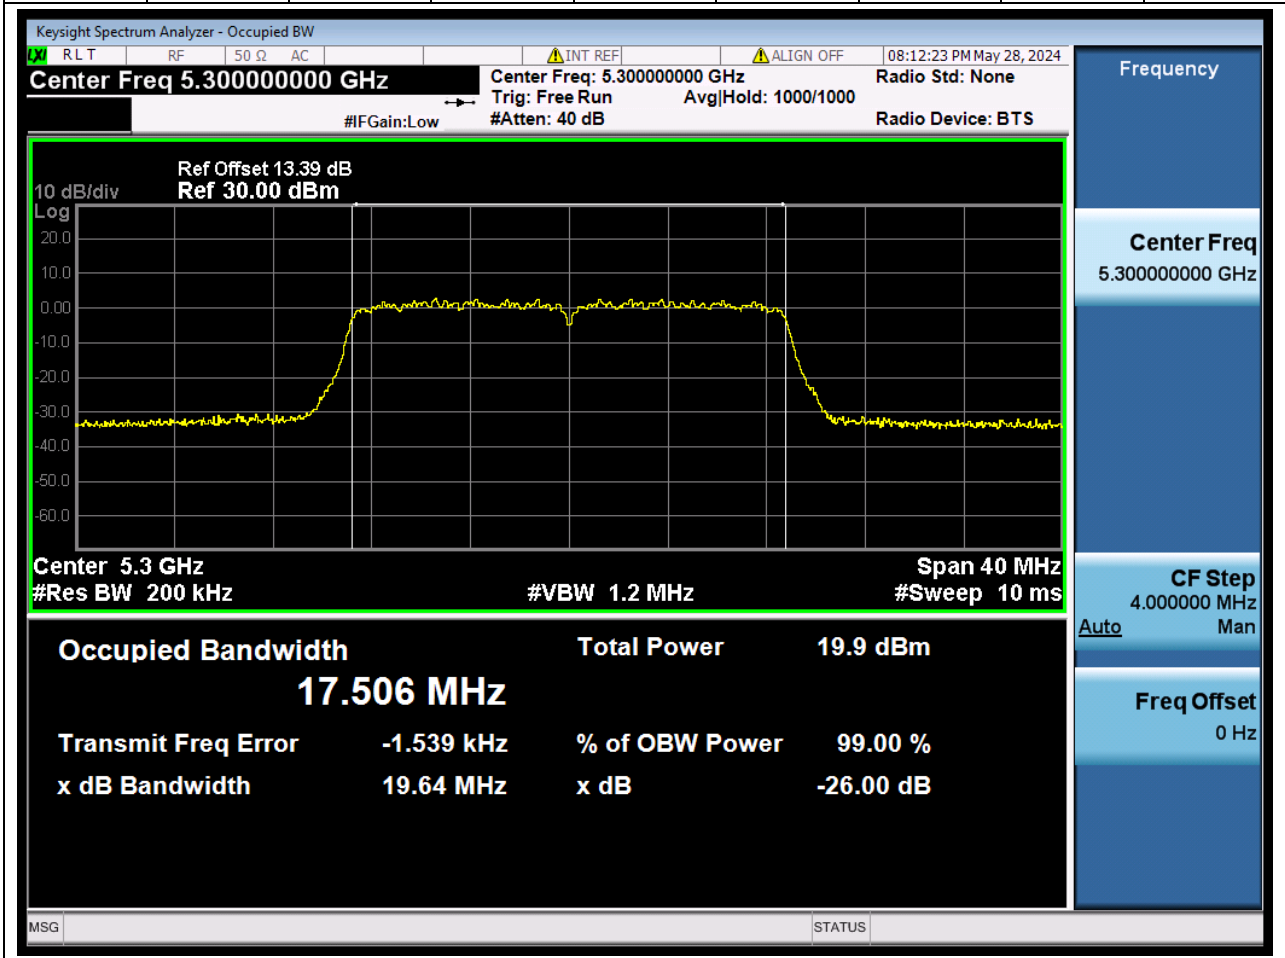 Keysight Spectrum Analyzer - Occupied BW
LXI RLT RF 50 Ω AC INT REF ALIGN OFF 08:12:23 PM May 28, 2024
Center Freq 5.300000000 GHz
Center Freq: 5.300000000 GHz Radio Std: None
Trig: Free Run Avg|Hold: 1000/1000
#IFGain:Low #Atten: 40 dB Radio Device: BTS
Ref Offset 13.39 dB
10 dB/div Ref 30.00 dBm
Log
20.0
10.0
0.00
-10.0
-20.0
-30.0
-40.0
-50.0
-60.0
Center 5.3 GHz Span 40 MHz
#Res BW 200 kHz #VBW 1.2 MHz #Sweep 10 ms
Occupied Bandwidth Total Power 19.9 dBm
17.506 MHz
Transmit Freq Error -1.539 kHz % of OBW Power 99.00 %
x dB Bandwidth 19.64 MHz x dB -26.00 dB
MSG STATUS
Frequency
Center Freq
5.300000000 GHz
CF Step
4.000000 MHz
Auto Man
Freq Offset
0 Hz